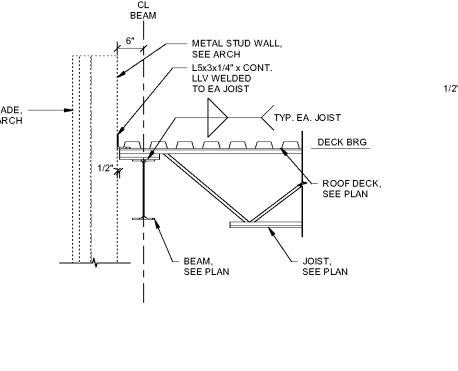 CL
BEAM
6"
METAL STUD WALL,
SEE ARCH
L5x3x1/4" x CONT.
LLV WELDED
TO EA JOIST
TYP. EA. JOIST
ADE,
ARCH
1/2"
DECK BRG
1/2"
ROOF DECK,
SEE PLAN
BEAM,
SEE PLAN
JOIST,
SEE PLAN